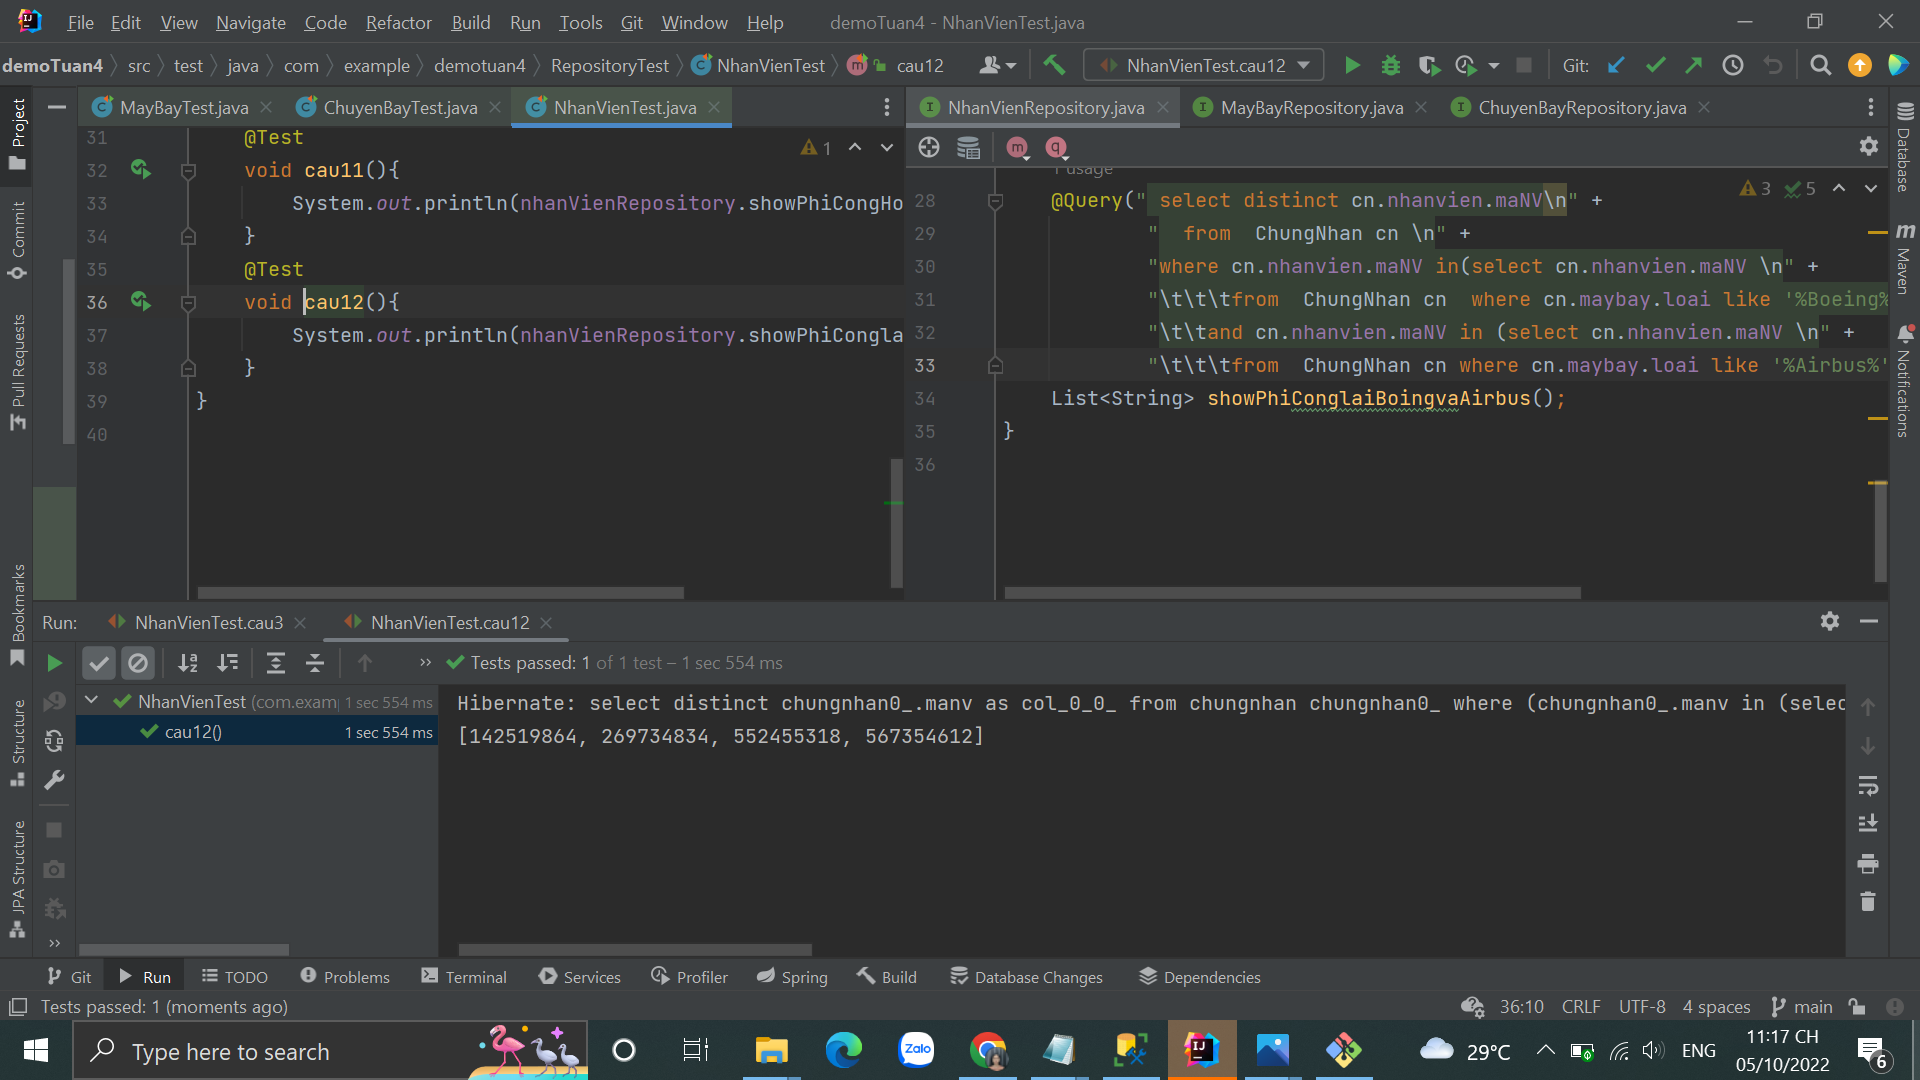 File Edit View Navigate Code Refactor Build Run Tools Git Window Help demoTuan4 - NhanVienTest.java
demoTuan4 src test java com example demotuan4 RepositoryTest NhanVienTest m cau12 NhanVienTest.cau12 Git:
MayBayTest.java ChuyenBayTest.java NhanVienTest.java
31 @Test
32 void cau11(){
33 System.out.println(nhanVienRepository.showPhiCongHo
34 }
35 @Test
36 void cau12(){
37 System.out.println(nhanVienRepository.showPhiCongla
38 }
39 }
40
1
NhanVienRepository.java MayBayRepository.java ChuyenBayRepository.java
m q
1 usage
3 5
28 @Query(" select distinct cn.nhanvien.maNV\n" +
29 "  from  ChungNhan cn \n" +
30 "where cn.nhanvien.maNV in(select cn.nhanvien.maNV \n" +
31 "\t\t\tfrom  ChungNhan cn  where cn.maybay.loai like '%Boeing%
32 "\t\tand cn.nhanvien.maNV in (select cn.nhanvien.maNV \n" +
33 "\t\t\tfrom  ChungNhan cn where cn.maybay.loai like '%Airbus%'
34 List<String> showPhiConglaiBoingvaAirbus();
35 }
36
Project
Commit
Pull Requests
Bookmarks
Structure
JPA Structure
Database
m Maven
Notifications
Run: NhanVienTest.cau3 NhanVienTest.cau12
Tests passed: 1 of 1 test – 1 sec 554 ms
NhanVienTest (com.exam 1 sec 554 ms
cau12() 1 sec 554 ms
Hibernate: select distinct chungnhan0_.manv as col_0_0_ from chungnhan chungnhan0_ where (chungnhan0_.manv in (selec
[142519864, 269734834, 552455318, 567354612]
Git Run TODO Problems Terminal Services Profiler Spring Build Database Changes Dependencies
Tests passed: 1 (moments ago) 36:10 CRLF UTF-8 4 spaces main
Type here to search Zalo 29°C ENG 11:17 CH
05/10/2022
6